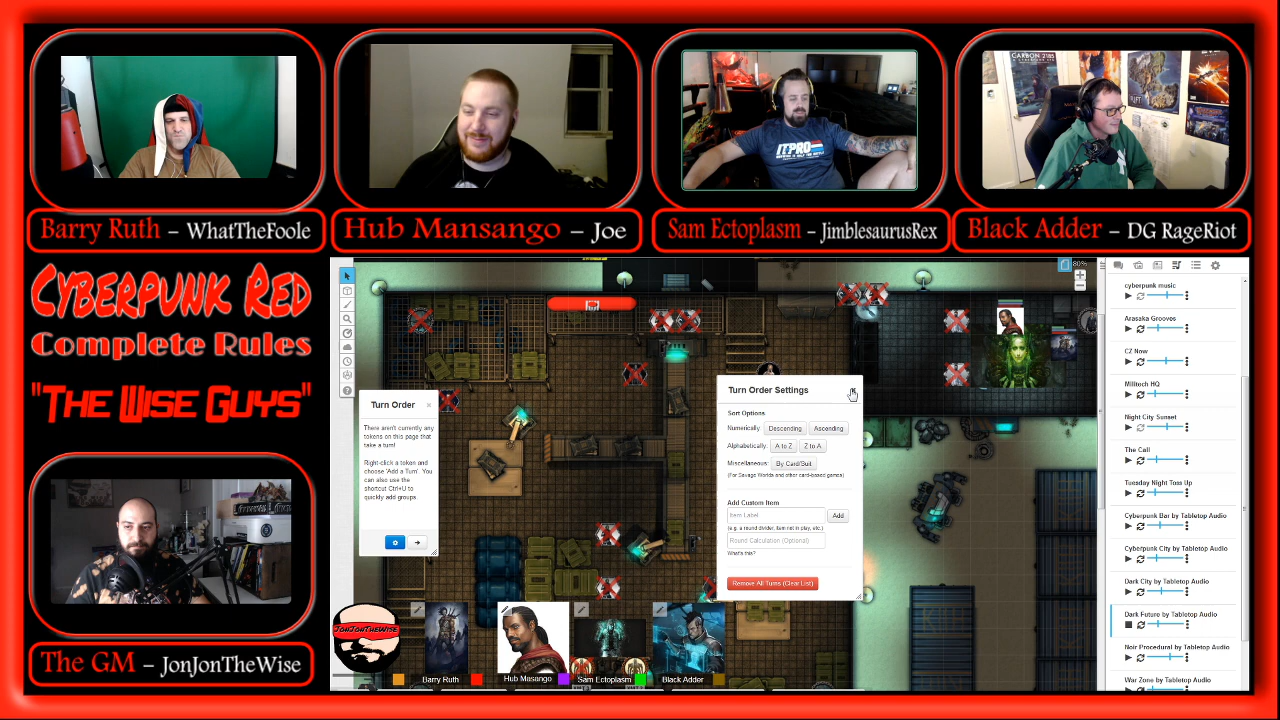 Barry Ruth – WhatTheFoole
Hub Mansango – Joe
Sam Ectoplasm – JimblesaurusRex
Black Adder – DG RageRiot
ITPRO
CARBON 2185
Cyberpunk Red
Complete Rules
"The Wise Guys"
The GM – JonJonTheWise
80%
Turn Order
There aren't currently any
tokens on this page that
take a turn!
Right-click a token and
choose 'Add a Turn'. You
can also use the
shortcut Ctrl+U to
quickly add groups.
Turn Order Settings
Sort Options
Numerically: Descending Ascending
Alphabetically: A to Z Z to A
Miscellaneous: By Card/Suit
(For Savage Worlds and other card-based games)
Add Custom Item
Item Label Add
(e.g. a round divider, item not in play, etc.)
Round Calculation (Optional)
What's this?
Remove All Turns (Clear List)
JONJONTHEWISE
Barry Ruth
Hub Masango
Sam Ectoplasm
Black Adder
cyberpunk music
Arasaka Grooves
CZ Now
Militech HQ
Night City Sunset
The Call
Tuesday Night Toss Up
Cyberpunk Bar by Tabletop Audio
Cyberpunk City by Tabletop Audio
Dark City by Tabletop Audio
Dark Future by Tabletop Audio
Noir Procedural by Tabletop Audio
War Zone by Tabletop Audio